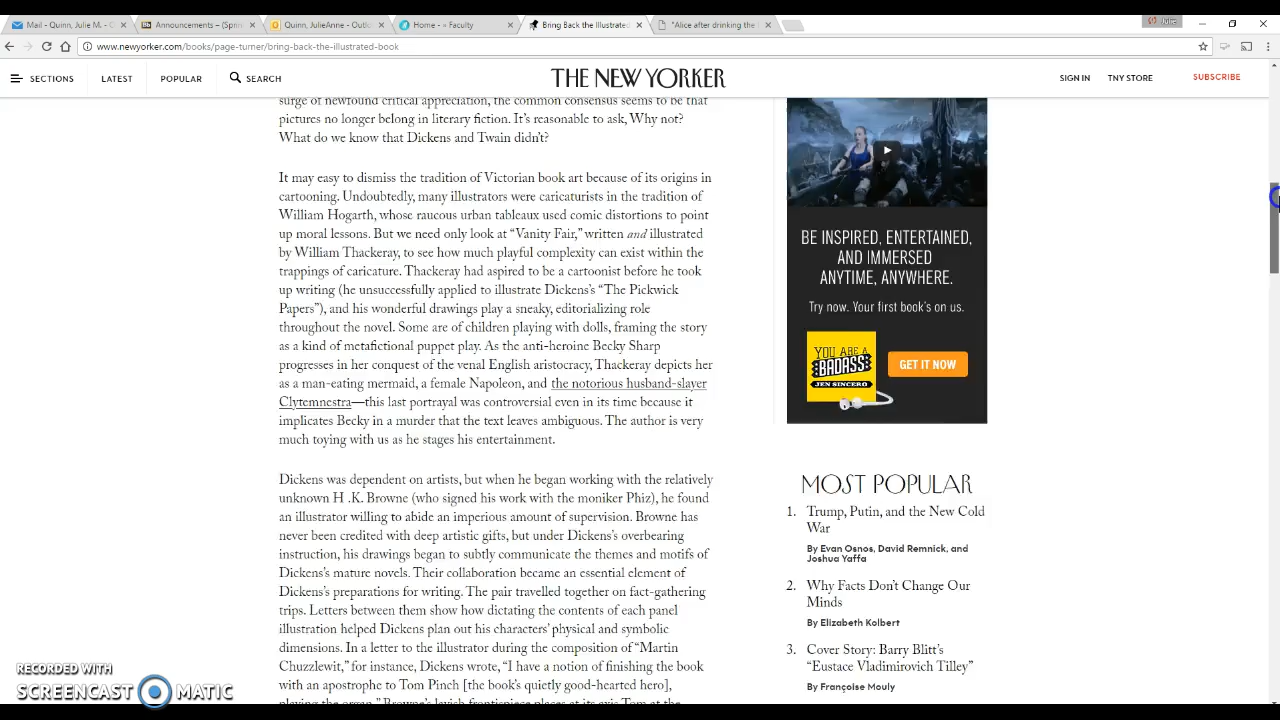 Mail - Quinn, Julie M. - C
Announcements – (Spri
Quinn, JulieAnne - Outlo
Home - « Faculty
Bring Back the Illustrated
"Alice after drinking the
Julie
www.newyorker.com/books/page-turner/bring-back-the-illustrated-book
SECTIONS LATEST POPULAR SEARCH THE NEW YORKER SIGN IN TNY STORE SUBSCRIBE
surge of newfound critical appreciation, the common consensus seems to be that
pictures no longer belong in literary fiction. It's reasonable to ask, Why not?
What do we know that Dickens and Twain didn't?
It may easy to dismiss the tradition of Victorian book art because of its origins in
cartooning. Undoubtedly, many illustrators were caricaturists in the tradition of
William Hogarth, whose raucous urban tableaux used comic distortions to point
up moral lessons. But we need only look at "Vanity Fair," written and illustrated
by William Thackeray, to see how much playful complexity can exist within the
trappings of caricature. Thackeray had aspired to be a cartoonist before he took
up writing (he unsuccessfully applied to illustrate Dickens's "The Pickwick
Papers"), and his wonderful drawings play a sneaky, editorializing role
throughout the novel. Some are of children playing with dolls, framing the story
as a kind of metafictional puppet play. As the anti-heroine Becky Sharp
progresses in her conquest of the venal English aristocracy, Thackeray depicts her
as a man-eating mermaid, a female Napoleon, and the notorious husband-slayer
Clytemnestra—this last portrayal was controversial even in its time because it
implicates Becky in a murder that the text leaves ambiguous. The author is very
much toying with us as he stages his entertainment.
Dickens was dependent on artists, but when he began working with the relatively
unknown H .K. Browne (who signed his work with the moniker Phiz), he found
an illustrator willing to abide an imperious amount of supervision. Browne has
never been credited with deep artistic gifts, but under Dickens's overbearing
instruction, his drawings began to subtly communicate the themes and motifs of
Dickens's mature novels. Their collaboration became an essential element of
Dickens's preparations for writing. The pair travelled together on fact-gathering
trips. Letters between them show how dictating the contents of each panel
illustration helped Dickens plan out his characters' physical and symbolic
dimensions. In a letter to the illustrator during the composition of "Martin
Chuzzlewit," for instance, Dickens wrote, "I have a notion of finishing the book
with an apostrophe to Tom Pinch [the book's quietly good-hearted hero],
playing the organ." Browne's lavish frontispiece places at its axis Tom at the
BE INSPIRED, ENTERTAINED,
AND IMMERSED
ANYTIME, ANYWHERE.
Try now. Your first book's on us.
YOU ARE A
BADASS
JEN SINCERO
GET IT NOW
MOST POPULAR
1. Trump, Putin, and the New Cold
War
By Evan Osnos, David Remnick, and
Joshua Yaffa
2. Why Facts Don't Change Our
Minds
By Elizabeth Kolbert
3. Cover Story: Barry Blitt's
"Eustace Vladimirovich Tilley"
By Françoise Mouly
RECORDED WITH
SCREENCAST MATIC